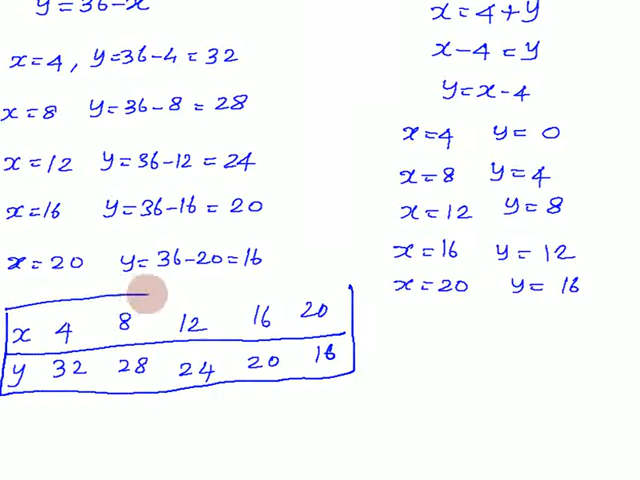 y=36-x
x=4, y=36-4=32
x=8 y=36-8=28
x=12 y=36-12=24
x=16 y=36-16=20
x=20 y=36-20=16
x 4 8 12 16 20
y 32 28 24 20 16
x=4+y
x-4=y
y=x-4
x=4 y=0
x=8 y=4
x=12 y=8
x=16 y=12
x=20 y=16